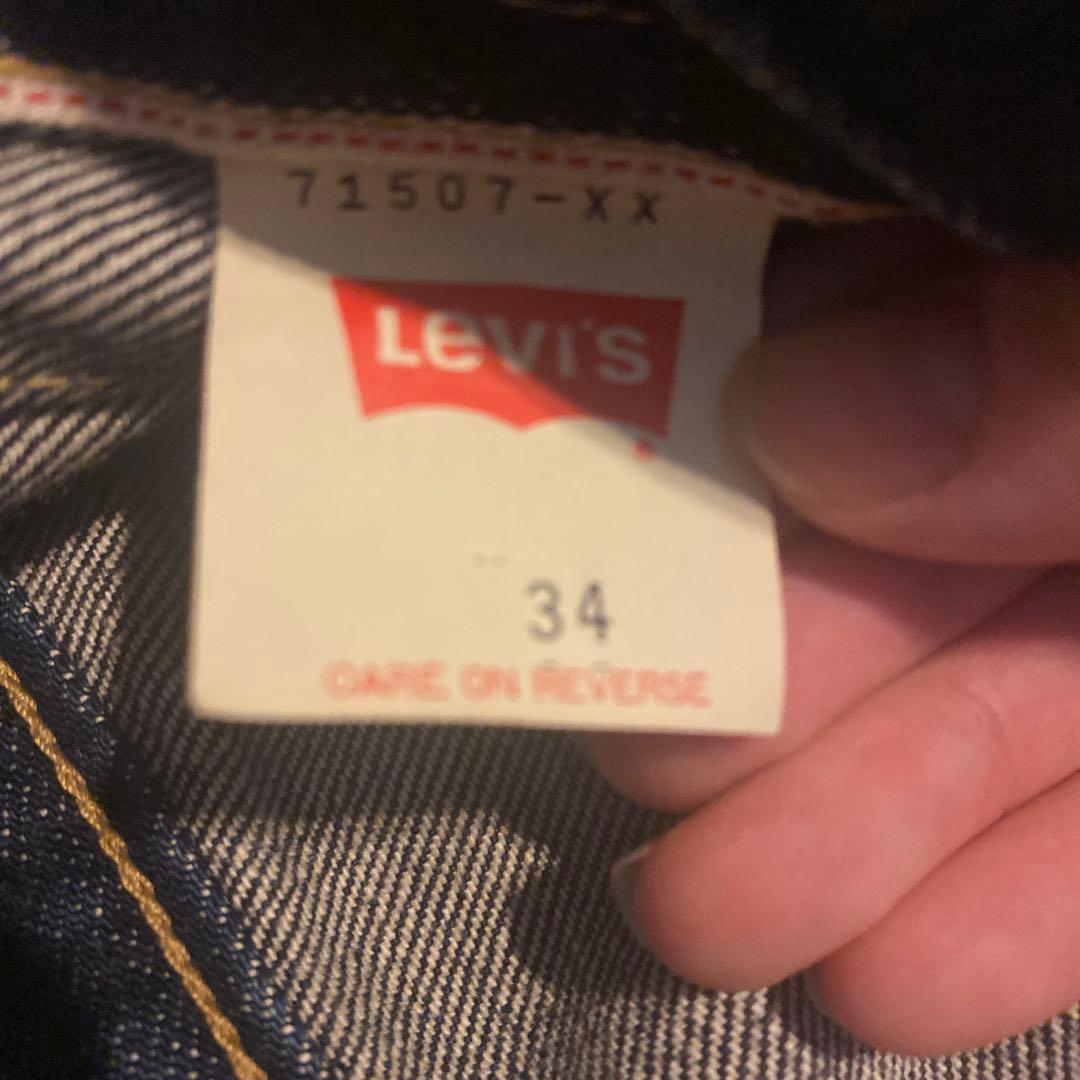 71507-XX
LEVI'S
34
CARE ON REVERSE